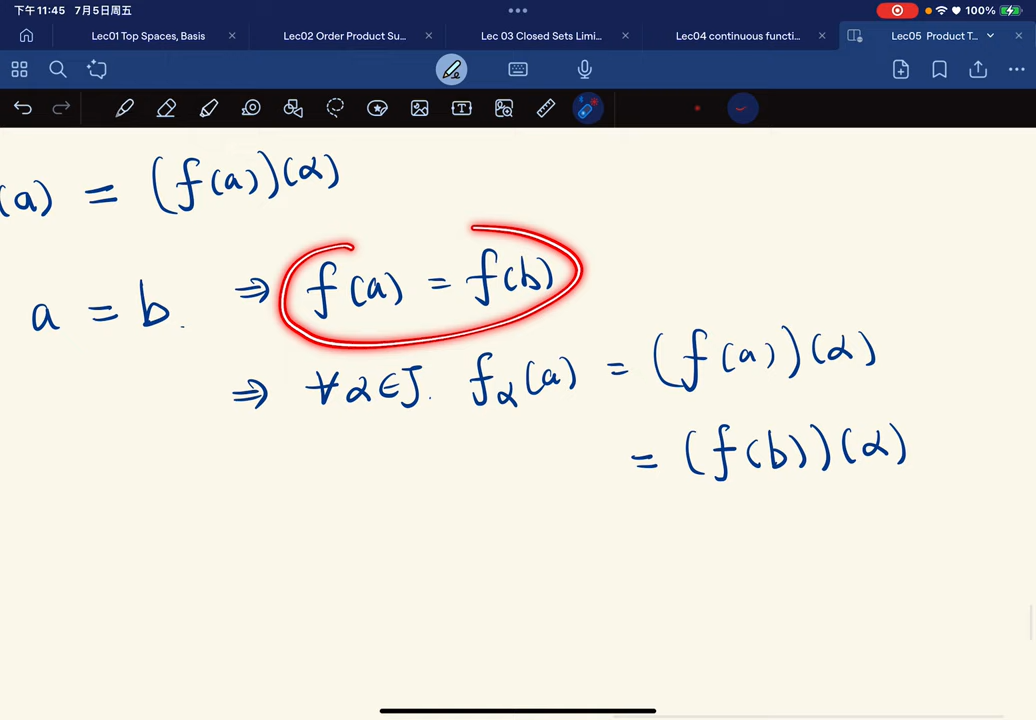 下午11:45 7月5日周五
100%
Lec01 Top Spaces, Basis
Lec02 Order Product Su...
Lec 03 Closed Sets Limi...
Lec04 continuous functi...
Lec05 Product T...
(a) = (f(a))(α)
a = b. ⇒ f(a) = f(b)
⇒ ∀α∈J. f_α(a) = (f(a))(α)
= (f(b))(α)